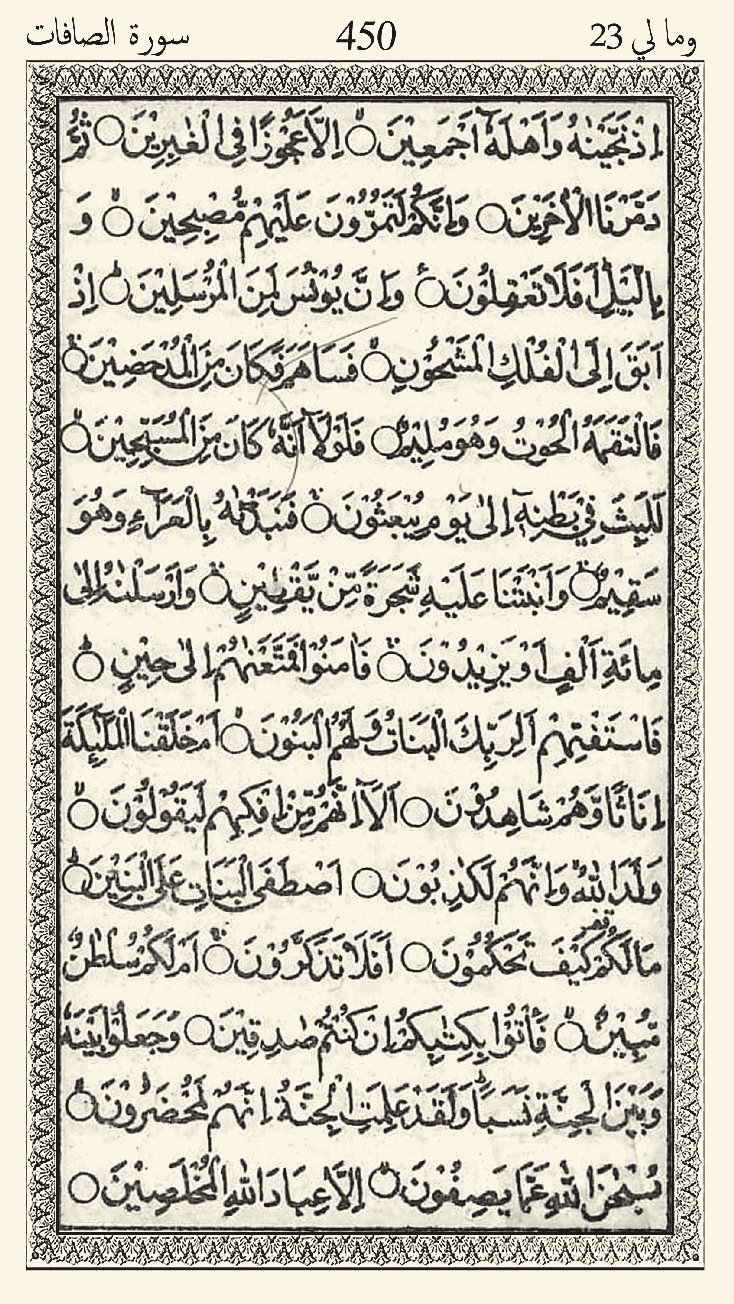 وما لي 23 450 سورة الصافات
اِذْ نَجَّيْنٰهُ وَاَهْلَهٗۤ اَجْمَعِيْنَ ۙ○ اِلَّا عَجُوْزًا فِى الْغٰبِرِيْنَ ○ ثُمَّ
دَمَّرْنَا الْاٰخَرِيْنَ ○ وَاِنَّكُمْ لَتَمُرُّوْنَ عَلَيْهِمْ مُّصْبِحِيْنَ ۙ○ وَ
بِالَّيْلِ ؕ اَفَلَا تَعْقِلُوْنَ ۠○ وَاِنَّ يُوْنُسَ لَمِنَ الْمُرْسَلِيْنَ ؕ○ اِذْ
اَبَقَ اِلَى الْفُلْكِ الْمَشْحُوْنِ ۙ○ فَسَاهَمَ فَكَانَ مِنَ الْمُدْحَضِيْنَ ۚ○
فَالْتَقَمَهُ الْحُوْتُ وَهُوَ مُلِيْمٌ ○ فَلَوْلَاۤ اَنَّهٗ كَانَ مِنَ الْمُسَبِّحِيْنَ ۙ○
لَلَبِثَ فِىْ بَطْنِهٖۤ اِلٰى يَوْمِ يُبْعَثُوْنَ ۚ○ فَنَبَذْنٰهُ بِالْعَرَآءِ وَهُوَ
سَقِيْمٌ ۚ○ وَاَنْۢبَتْنَا عَلَيْهِ شَجَرَةً مِّنْ يَّقْطِيْنٍ ۚ○ وَاَرْسَلْنٰهُ اِلٰى
مِائَةِ اَلْفٍ اَوْ يَزِيْدُوْنَ ۚ○ فَاٰمَنُوْا فَمَتَّعْنٰهُمْ اِلٰى حِيْنٍ ؕ○
فَاسْتَفْتِهِمْ اَلِرَبِّكَ الْبَنَاتُ وَلَهُمُ الْبَنُوْنَ ۙ○ اَمْ خَلَقْنَا الْمَلٰٓئِكَةَ
اِنَاثًا وَّهُمْ شَاهِدُوْنَ ○ اَلَاۤ اِنَّهُمْ مِّنْ اِفْكِهِمْ لَيَقُوْلُوْنَ ۙ○
وَلَدَ اللّٰهُ ۙ وَاِنَّهُمْ لَكٰذِبُوْنَ ○ اَصْطَفَى الْبَنَاتِ عَلَى الْبَنِيْنَ ؕ○
مَا لَكُمْ كَيْفَ تَحْكُمُوْنَ ○ اَفَلَا تَذَكَّرُوْنَ ۚ○ اَمْ لَكُمْ سُلْطٰنٌ
مُّبِيْنٌ ۙ○ فَاْتُوْا بِكِتٰبِكُمْ اِنْ كُنْتُمْ صٰدِقِيْنَ ○ وَجَعَلُوْا بَيْنَهٗ
وَبَيْنَ الْجِنَّةِ نَسَبًا ؕ وَلَقَدْ عَلِمَتِ الْجِنَّةُ اِنَّهُمْ لَمُحْضَرُوْنَ ۙ○
سُبْحٰنَ اللّٰهِ عَمَّا يَصِفُوْنَ ۙ○ اِلَّا عِبَادَ اللّٰهِ الْمُخْلَصِيْنَ ○